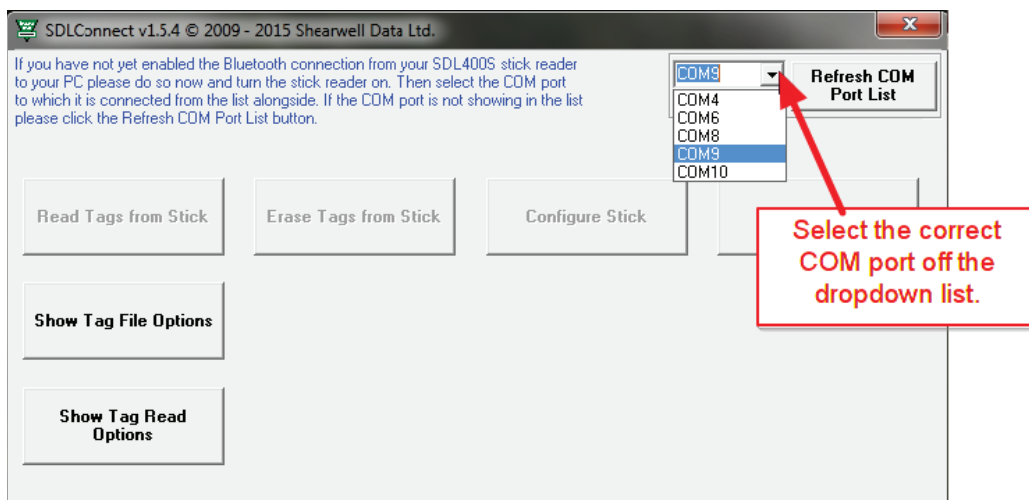 SDLConnect v1.5.4 © 2009 - 2015 Shearwell Data Ltd.
If you have not yet enabled the Bluetooth connection from your SDL400S stick reader
to your PC please do so now and turn the stick reader on. Then select the COM port
to which it is connected from the list alongside. If the COM port is not showing in the list
please click the Refresh COM Port List button.
COM9
Refresh COM
Port List
COM4
COM6
COM8
COM9
COM10
Read Tags from Stick
Erase Tags from Stick
Configure Stick
Select the correct
COM port off the
dropdown list.
Show Tag File Options
Show Tag Read
Options